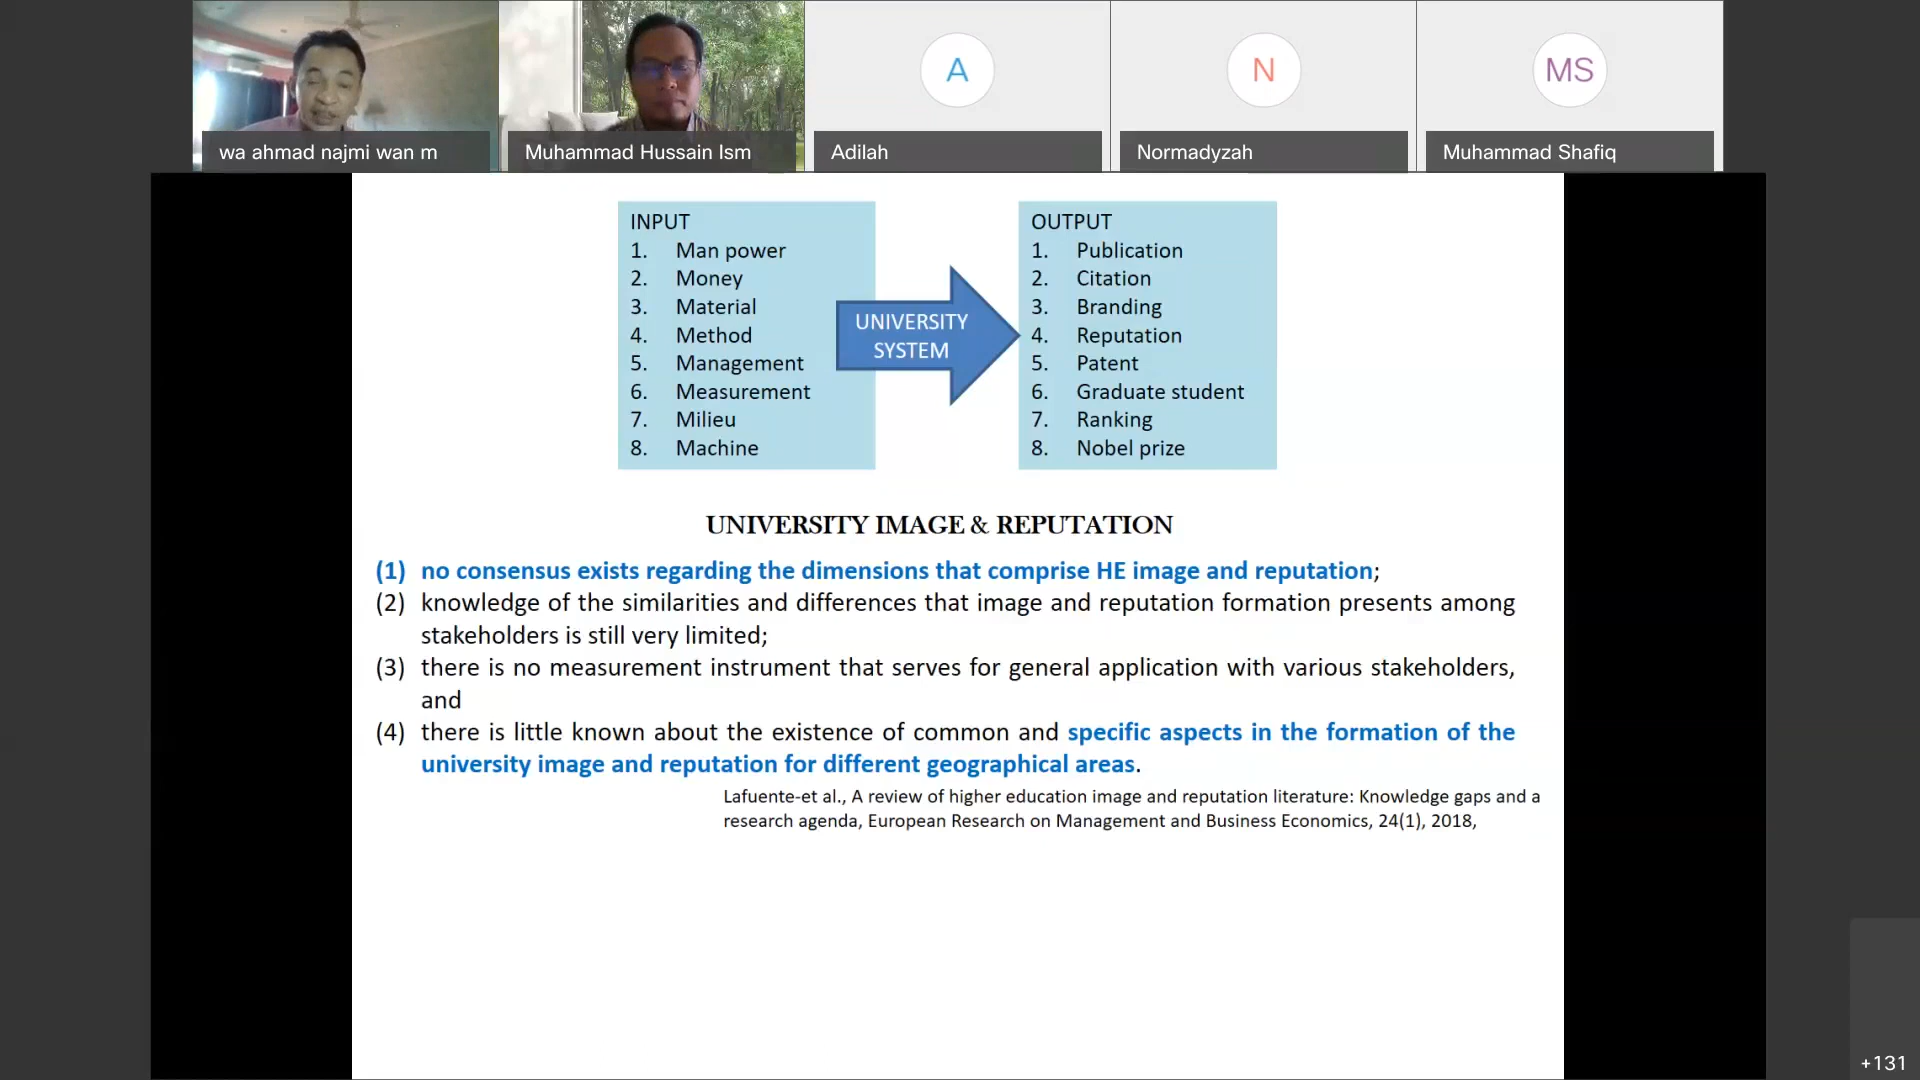 wa ahmad najmi wan m
Muhammad Hussain Ism
A
Adilah
N
Normadyzah
MS
Muhammad Shafiq
INPUT
1. Man power
2. Money
3. Material
4. Method
5. Management
6. Measurement
7. Milieu
8. Machine
UNIVERSITY
SYSTEM
OUTPUT
1. Publication
2. Citation
3. Branding
4. Reputation
5. Patent
6. Graduate student
7. Ranking
8. Nobel prize
UNIVERSITY IMAGE & REPUTATION
(1) no consensus exists regarding the dimensions that comprise HE image and reputation;
(2) knowledge of the similarities and differences that image and reputation formation presents among
stakeholders is still very limited;
(3) there is no measurement instrument that serves for general application with various stakeholders,
and
(4) there is little known about the existence of common and specific aspects in the formation of the
university image and reputation for different geographical areas.
Lafuente-et al., A review of higher education image and reputation literature: Knowledge gaps and a
research agenda, European Research on Management and Business Economics, 24(1), 2018,
+131